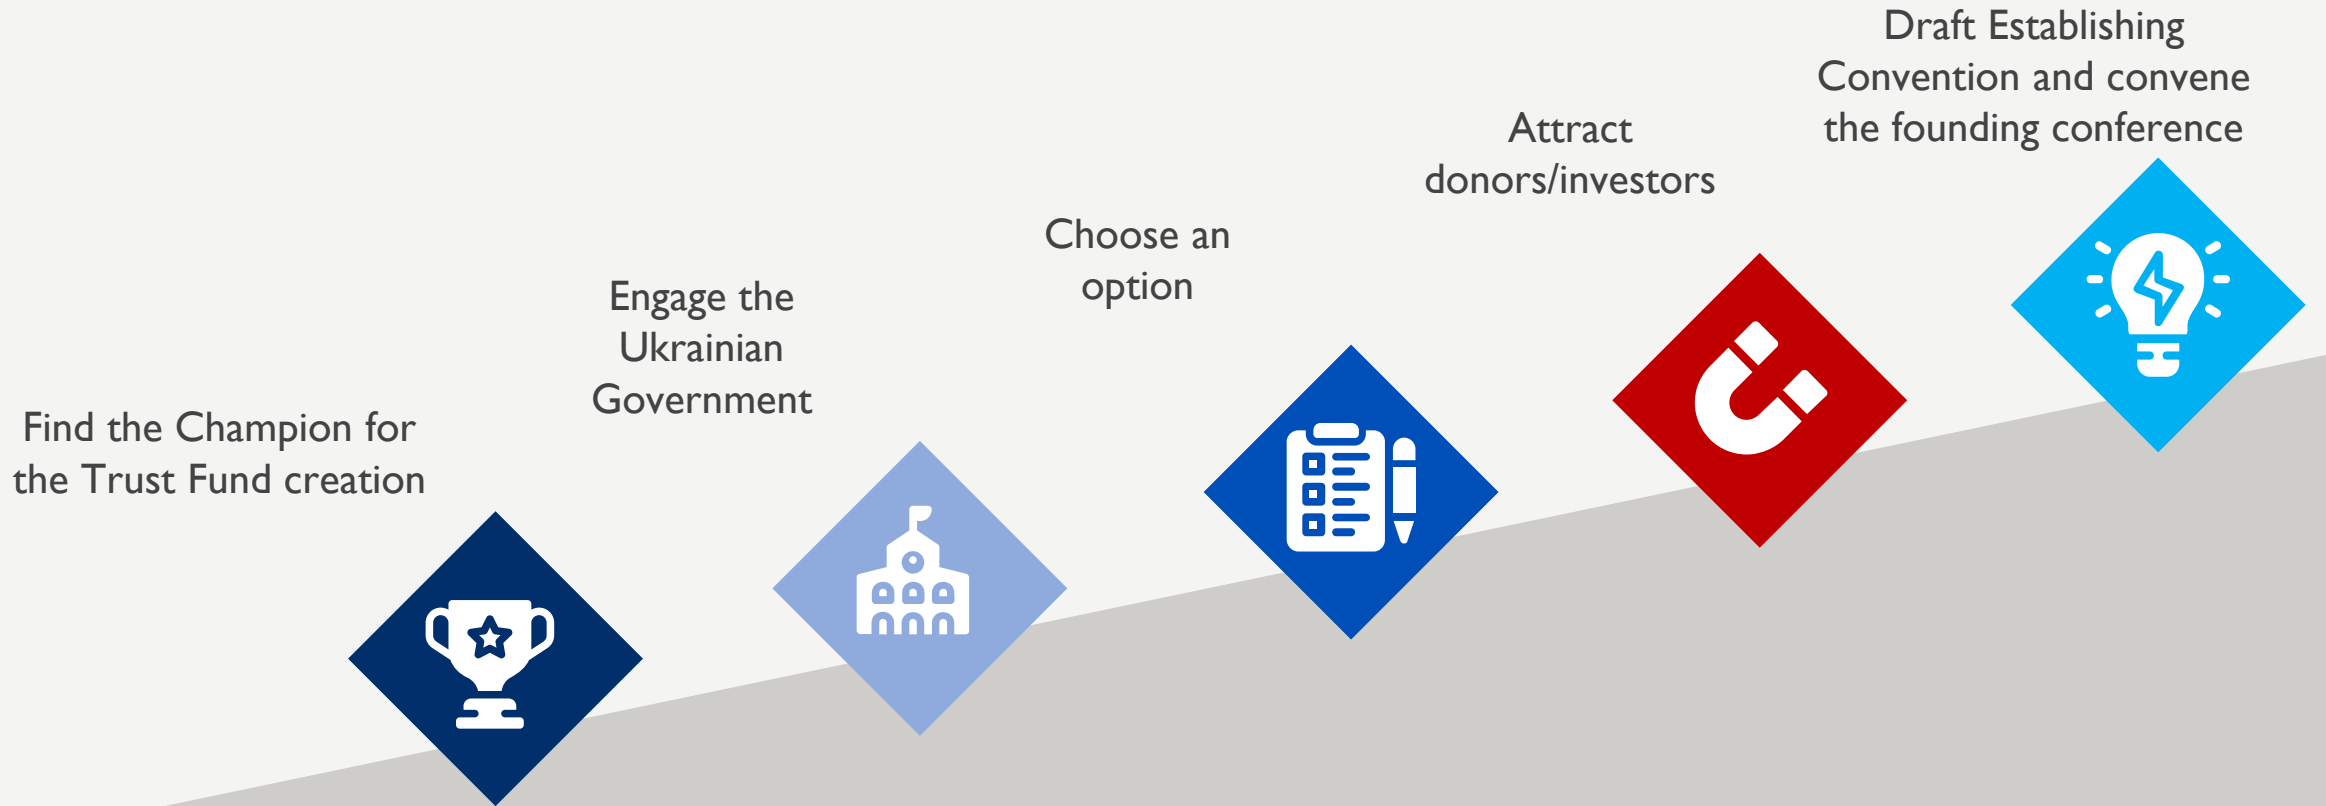 Find the Champion for
the Trust Fund creation
Engage the
Ukrainian
Government
Choose an
option
Attract
donors/investors
Draft Establishing
Convention and convene
the founding conference